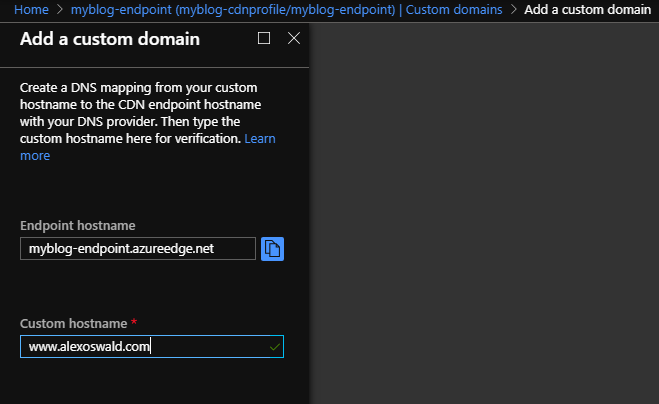 Home > myblog-endpoint (myblog-cdnprofile/myblog-endpoint) | Custom domains > Add a custom domain
Add a custom domain
Create a DNS mapping from your custom
hostname to the CDN endpoint hostname
with your DNS provider. Then type the
custom hostname here for verification. Learn
more
Endpoint hostname
myblog-endpoint.azureedge.net
Custom hostname *
www.alexoswald.com